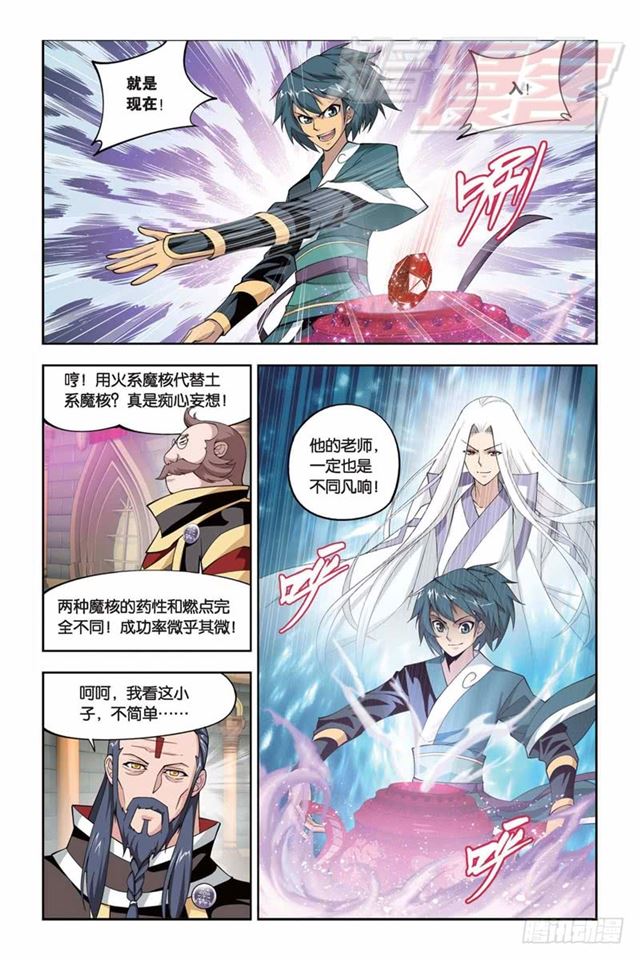 就是
现在！
入！
唰
哼！用火系魔核代替土
系魔核？真是痴心妄想！
两种魔核的药性和燃点完
全不同！成功率微乎其微！
他的老师，
一定也是
不同凡响！
呼
呼
呵呵，我看这小
子，不简单……
腾讯动漫